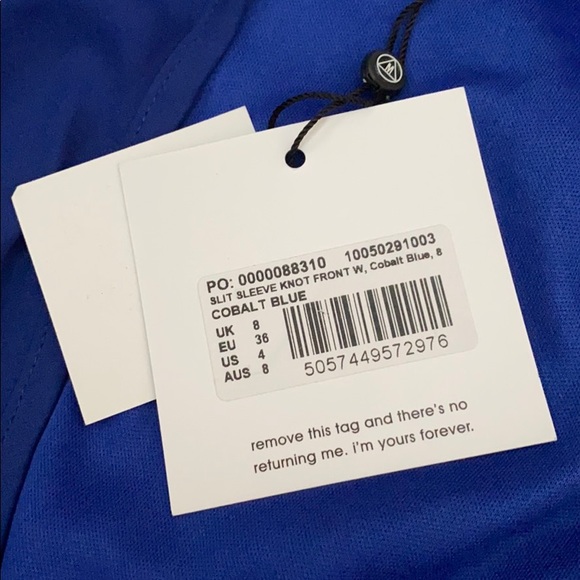 PO: 0000088310 10050291003
SLIT SLEEVE KNOT FRONT W, Cobalt Blue, 8
COBALT BLUE
UK 8
EU 36
US 4
AUS 8
5057449572976
remove this tag and there's no
returning me. i'm yours forever.